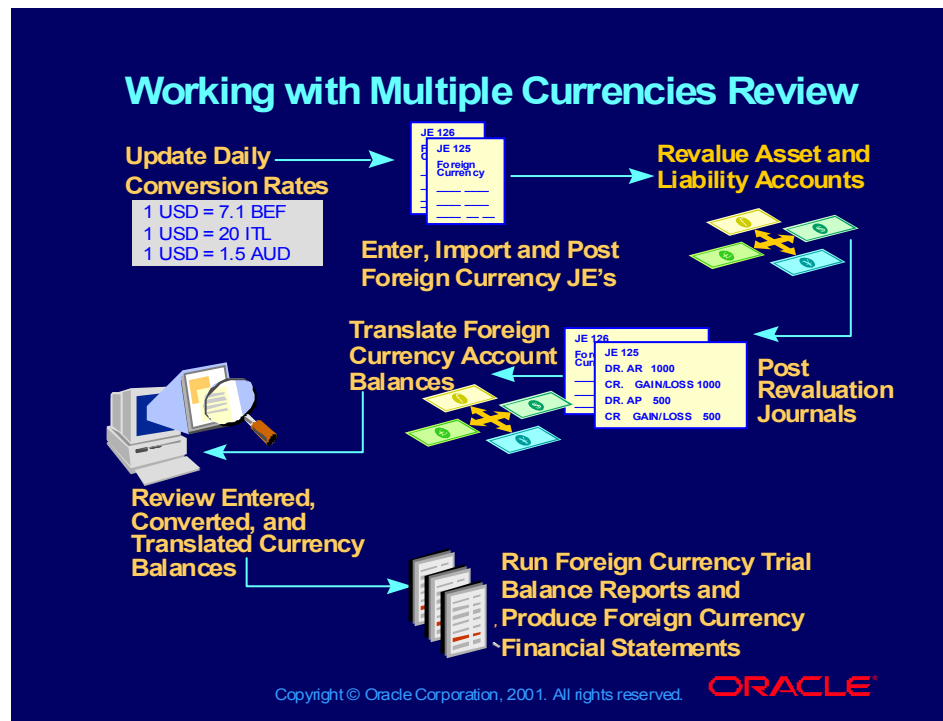 Working with Multiple Currencies Review
Update Daily
Conversion Rates
1 USD = 7.1 BEF
1 USD = 20 ITL
1 USD = 1.5 AUD
JE 126
JE 125
Foreign
Currency
Enter, Import and Post
Foreign Currency JE's
Revalue Asset and
Liability Accounts
Translate Foreign
Currency Account
Balances
JE 126
JE 125
DR. AR 1000
CR. GAIN/LOSS 1000
DR. AP 500
CR GAIN/LOSS 500
Post
Revaluation
Journals
Review Entered,
Converted, and
Translated Currency
Balances
Run Foreign Currency Trial
Balance Reports and
Produce Foreign Currency
Financial Statements
Copyright © Oracle Corporation, 2001. All rights reserved.
ORACLE®